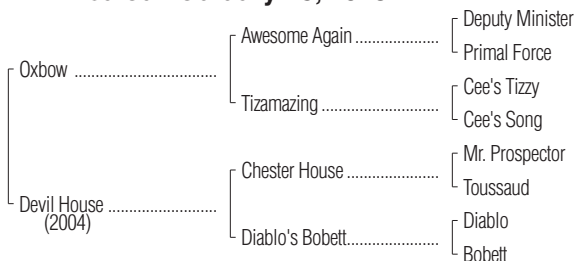 Deputy Minister
Awesome Again
Primal Force
Oxbow
Cee's Tizzy
Tizamazing
Cee's Song
Mr. Prospector
Chester House
Toussaud
Devil House
(2004)
Diablo
Diablo's Bobett
Bobett